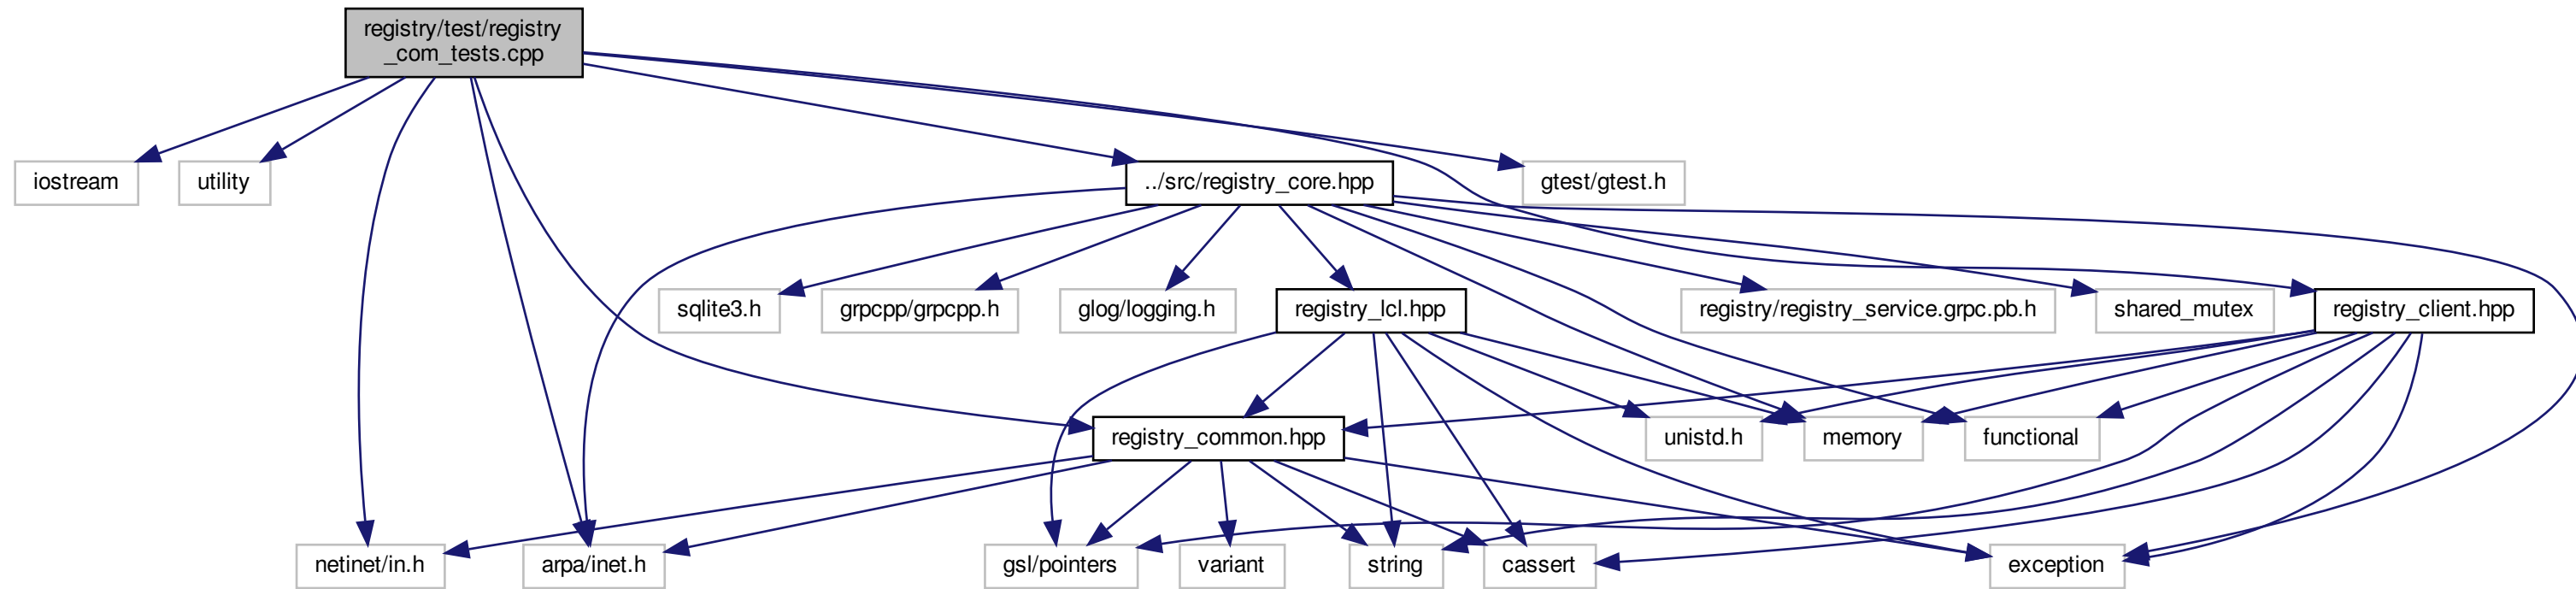 registry/test/registry
_com_tests.cpp
iostream
utility
../src/registry_core.hpp
gtest/gtest.h
sqlite3.h
grpcpp/grpcpp.h
glog/logging.h
registry_lcl.hpp
registry/registry_service.grpc.pb.h
shared_mutex
registry_client.hpp
registry_common.hpp
unistd.h
memory
functional
netinet/in.h
arpa/inet.h
gsl/pointers
variant
string
cassert
exception